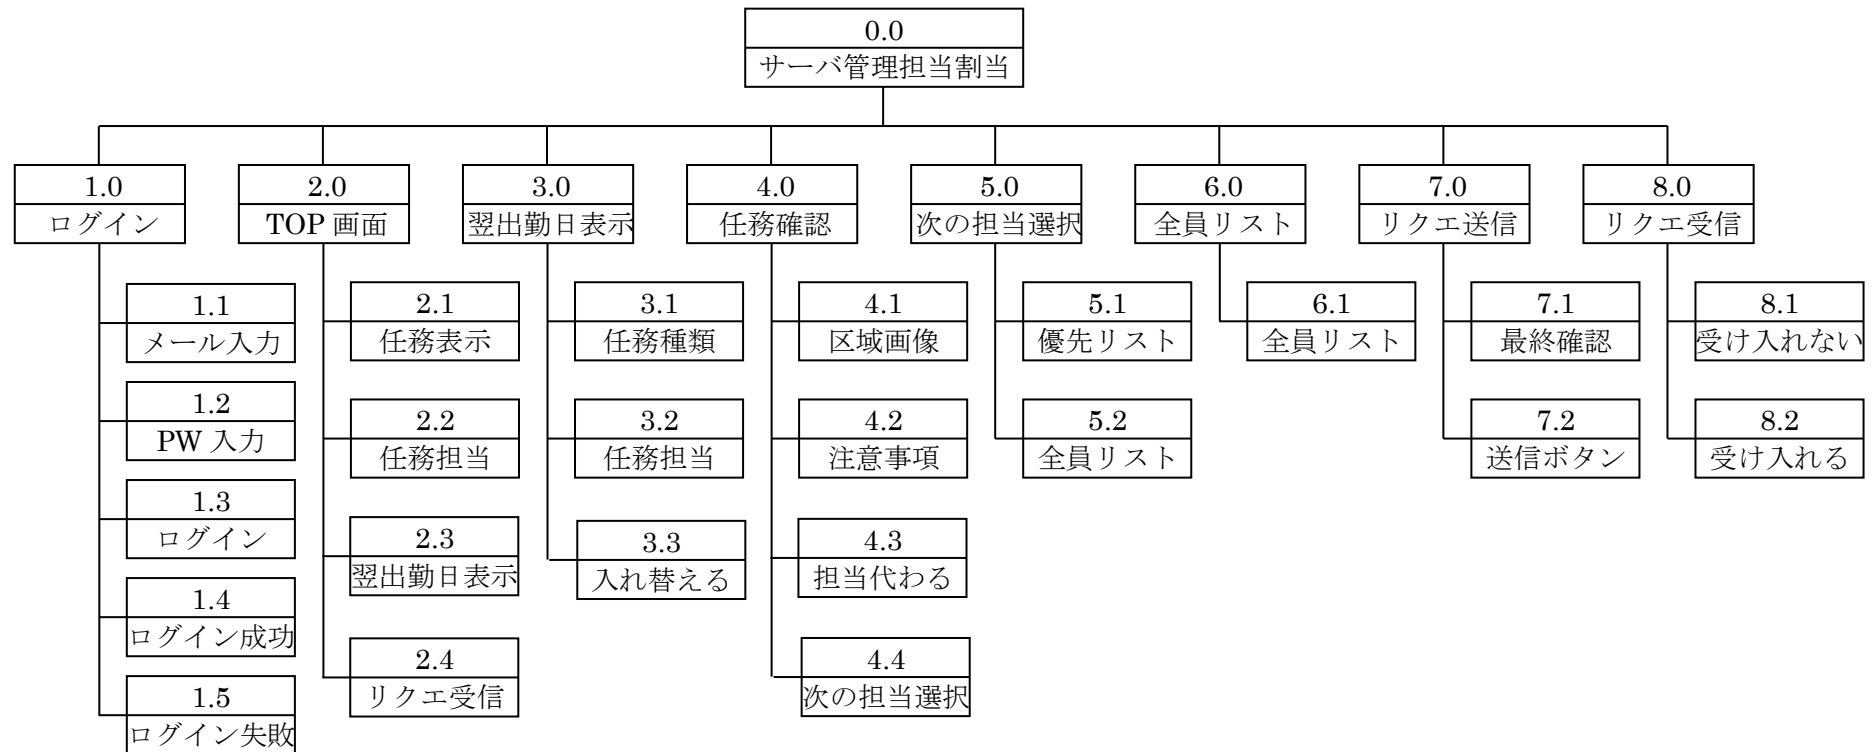 0.0
サーバ管理担当割当
1.0
ログイン
2.0
TOP 画面
3.0
翌出勤日表示
4.0
任務確認
5.0
次の担当選択
6.0
全員リスト
7.0
リクエ送信
8.0
リクエ受信
1.1
メール入力
1.2
PW 入力
1.3
ログイン
1.4
ログイン成功
1.5
ログイン失敗
2.1
任務表示
2.2
任務担当
2.3
翌出勤日表示
2.4
リクエ受信
3.1
任務種類
3.2
任務担当
3.3
入れ替える
4.1
区域画像
4.2
注意事項
4.3
担当代わる
4.4
次の担当選択
5.1
優先リスト
5.2
全員リスト
6.1
全員リスト
7.1
最終確認
7.2
送信ボタン
8.1
受け入れない
8.2
受け入れる